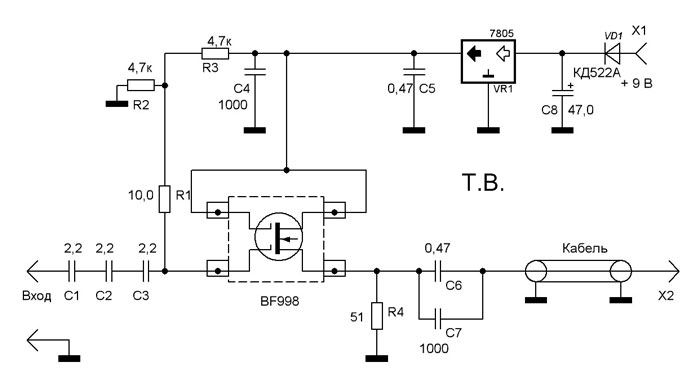 4,7к
R3
7805
VD1
X1
4,7к
R2
C4
1000
0,47
C5
VR1
КД522А
+ 9 В
C8
+
47,0
10,0
R1
Т.В.
2,2
2,2
2,2
0,47
Кабель
Вход
C1
C2
C3
BF998
C6
X2
51
R4
C7
1000